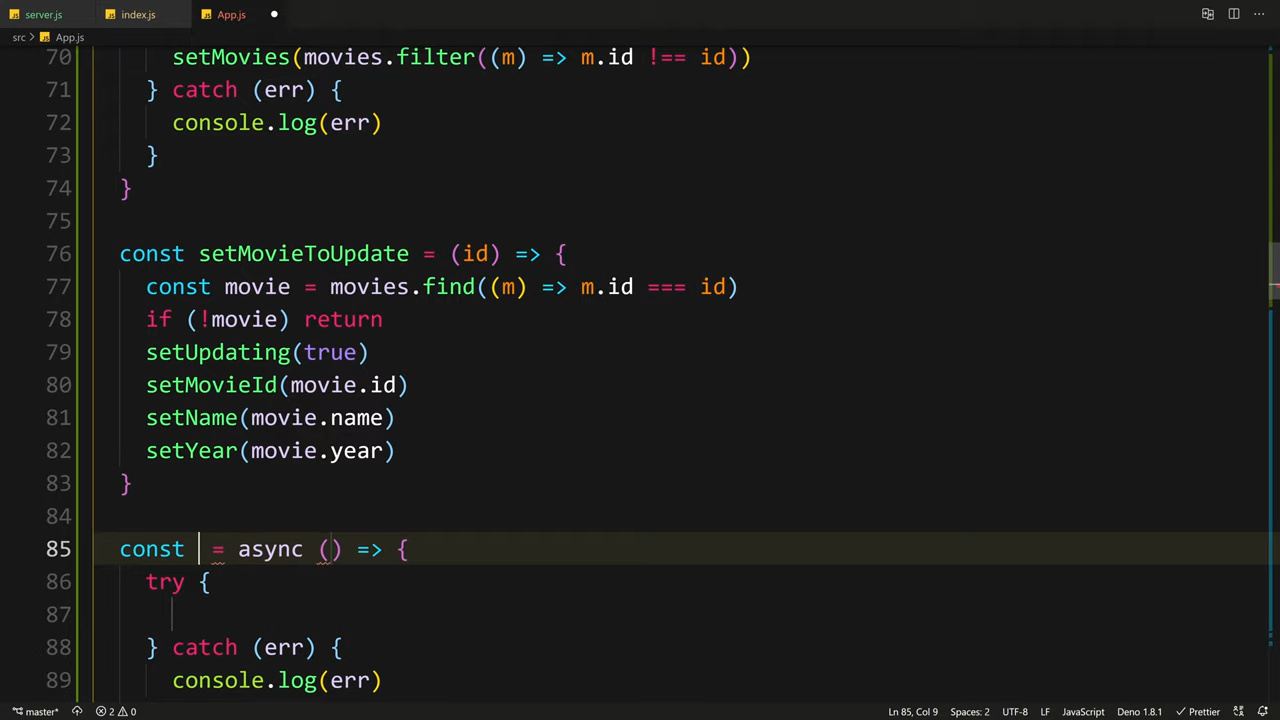 server.js index.js App.js
src > App.js
70 setMovies(movies.filter((m) => m.id !== id))
71 } catch (err) {
72 console.log(err)
73 }
74 }
75
76 const setMovieToUpdate = (id) => {
77 const movie = movies.find((m) => m.id === id)
78 if (!movie) return
79 setUpdating(true)
80 setMovieId(movie.id)
81 setName(movie.name)
82 setYear(movie.year)
83 }
84
85 const = async () => {
86 try {
87
88 } catch (err) {
89 console.log(err)
master* 2 0 Ln 85, Col 9 Spaces: 2 UTF-8 LF JavaScript Deno 1.8.1 Prettier